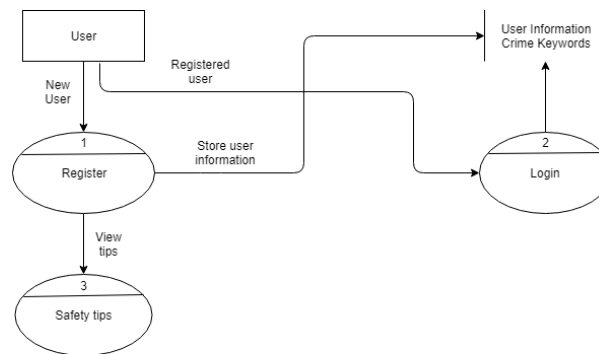 User
User Information
Crime Keywords
Registered
user
New
User
1
Register
Store user
information
2
Login
View
tips
3
Safety tips